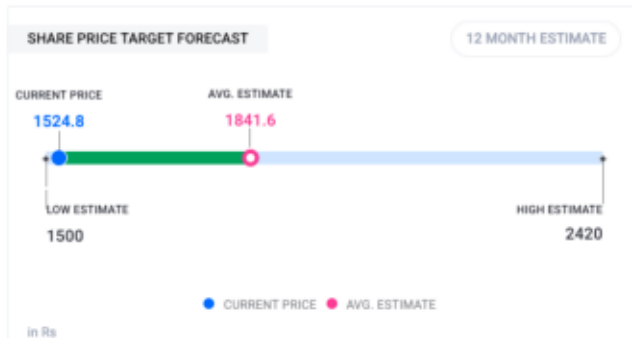 SHARE PRICE TARGET FORECAST
12 MONTH ESTIMATE
CURRENT PRICE
1524.8
AVG. ESTIMATE
1841.6
LOW ESTIMATE
1500
HIGH ESTIMATE
2420
CURRENT PRICE AVG. ESTIMATE
in Rs